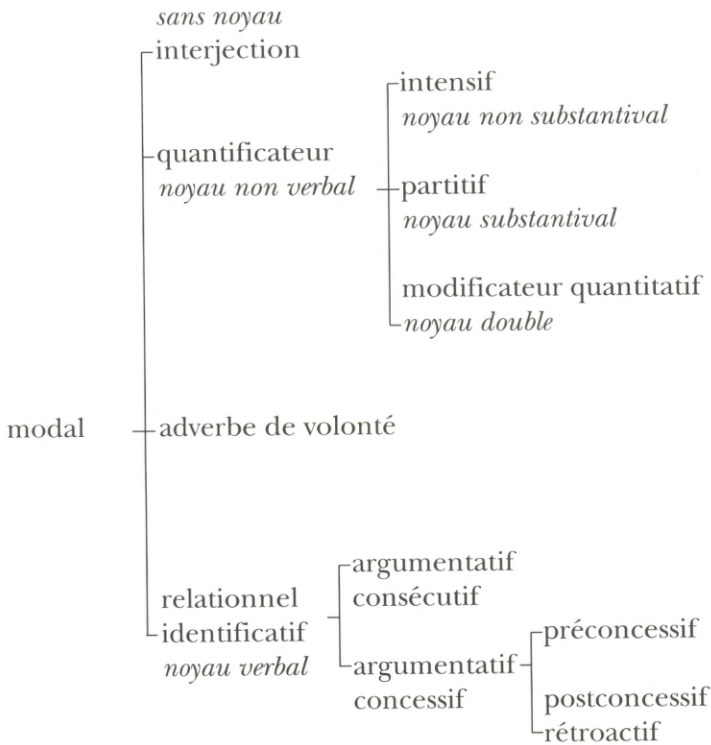 sans noyau
interjection
intensif
noyau non substantival
quantificateur
noyau non verbal
partitif
noyau substantival
modificateur quantitatif
noyau double
modal
adverbe de volonté
argumentatif
consécutif
relationnel
identificatif
noyau verbal
argumentatif
concessif
préconcessif
postconcessif
rétroactif